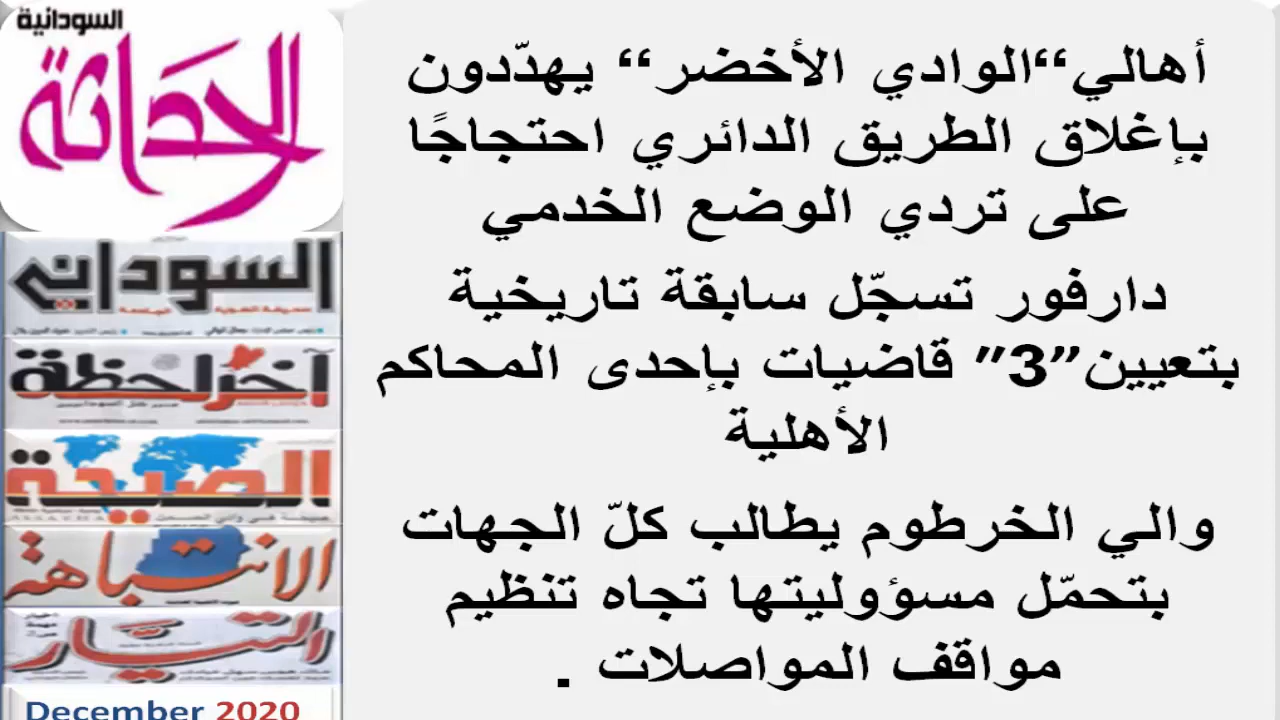 السودانية
الحداثة
السوداني
آخر لحظة
الصيحة
ASSAYHA
الانتباهة
التيار
December 2020
أهالي“الوادي الأخضر“ يهدّدون
بإغلاق الطريق الدائري احتجاجًا
على تردي الوضع الخدمي
دارفور تسجّل سابقة تاريخية
بتعيين”3” قاضيات بإحدى المحاكم
الأهلية
والي الخرطوم يطالب كلّ الجهات
بتحمّل مسؤوليتها تجاه تنظيم
مواقف المواصلات .